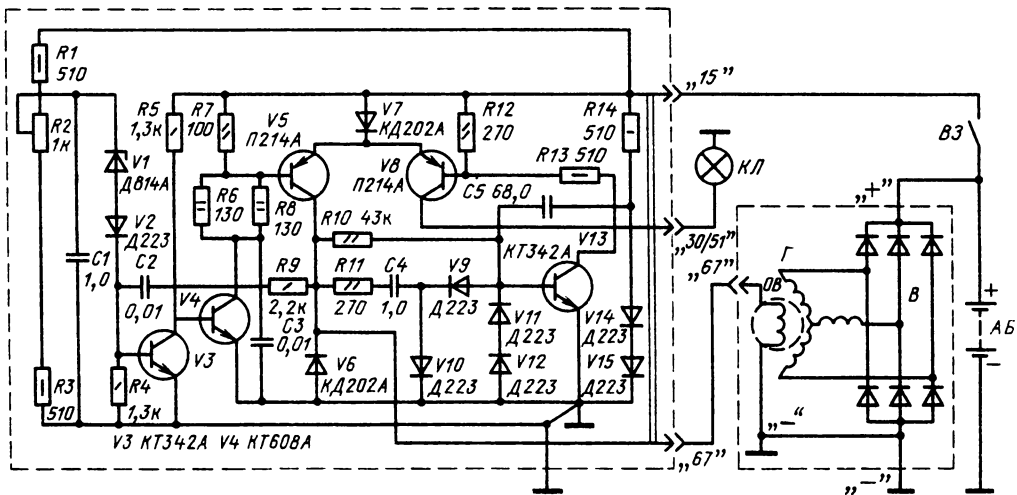 R1
510
R2
1к
R3
510
C1
1,0
V1
Д814А
V2
Д223
C2
0,01
R4
1,3к
R5
1,3к
R7
100
V5
П214А
R6
130
R8
130
V4
V3
V3 КТ342А V4 КТ608А
R9
2,2к
C3
0,01
R10 43к
R11
270
C4
1,0
V6
КД202А
V7
КД202А
V8
П214А
R12
270
R13 510
R14
510
C5 68,0
V9
Д223
V10
Д223
V11
Д223
V12
Д223
КТ342А
V13
V14
Д223
V15
Д223
„15”
„30/51”
„67”
„67”
КЛ
ВЗ
„+”
Г
ОВ
В
„-“
„-”
+
АБ
-